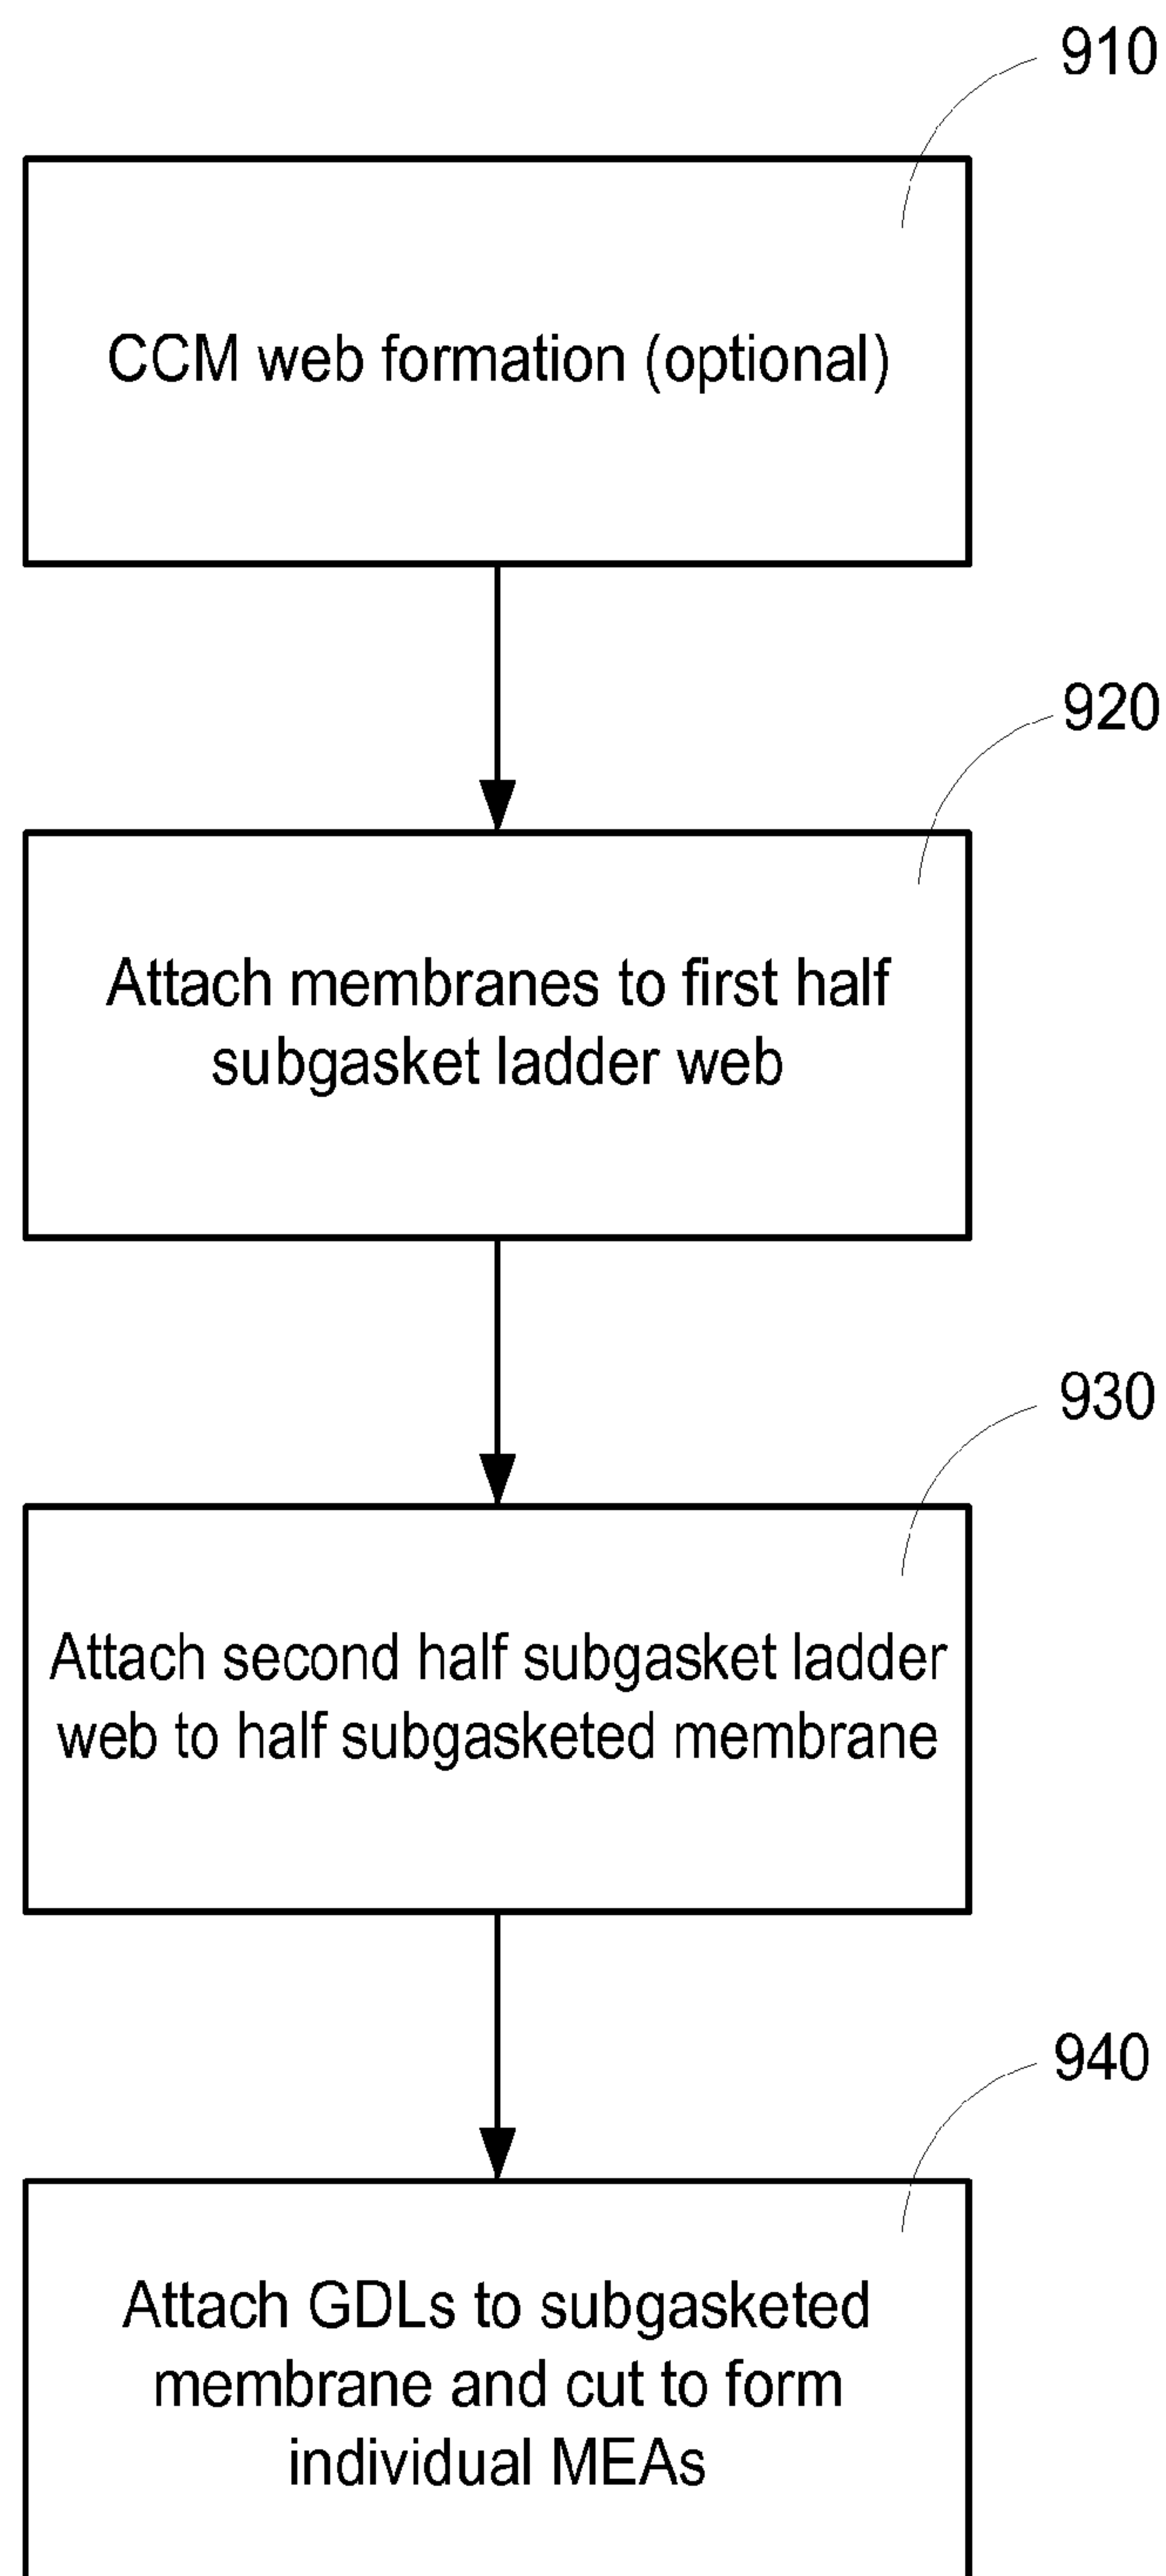 910
CCM web formation (optional)
920
Attach membranes to first half
subgasket ladder web
930
Attach second half subgasket ladder
web to half subgasketed membrane
940
Attach GDLs to subgasketed
membrane and cut to form
individual MEAs